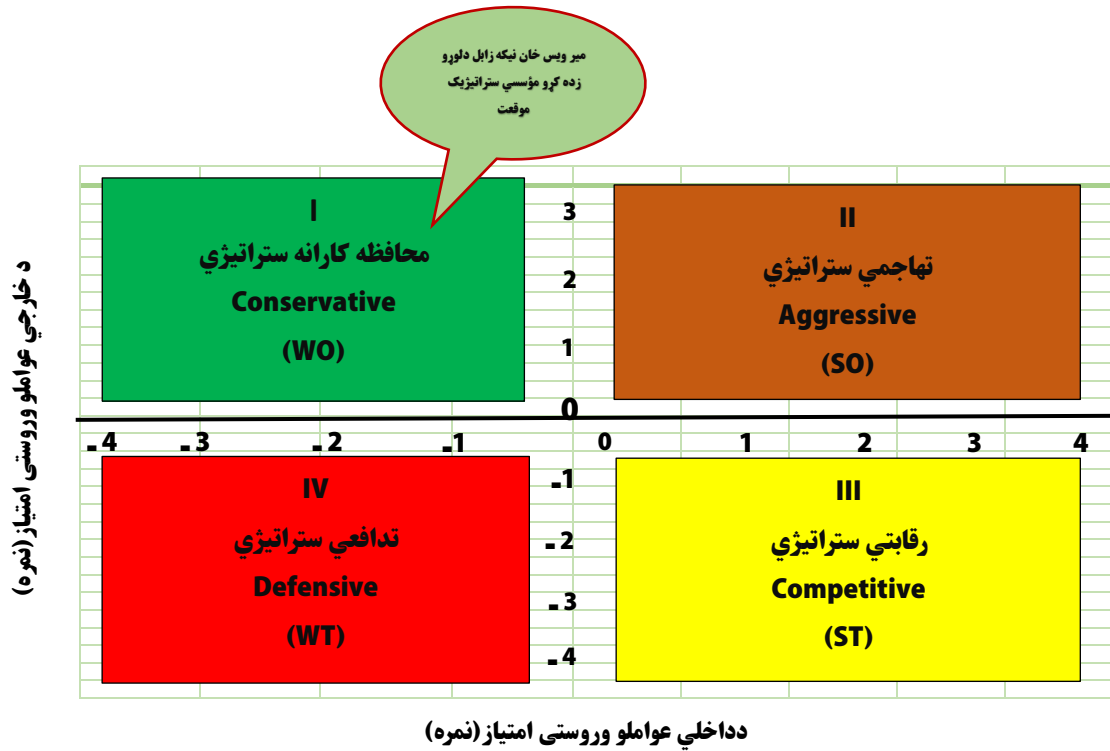 میر ویس خان نیکه زابل دلوړو
زده کړو مؤسسې ستراتیژیک
موقعت
I
محافظه کارانه ستراتیژي
Conservative
(WO)
II
تهاجمي ستراتیژي
Aggressive
(SO)
3
2
1
0
-4 -3 -2 -1 0 1 2 3 4
-1
-2
-3
-4
IV
تدافعي ستراتیژي
Defensive
(WT)
III
رقابتي ستراتیژي
Competitive
(ST)
د خارجي عواملو وروستی امتیاز(نمره)
دداخلي عواملو وروستی امتیاز(نمره)